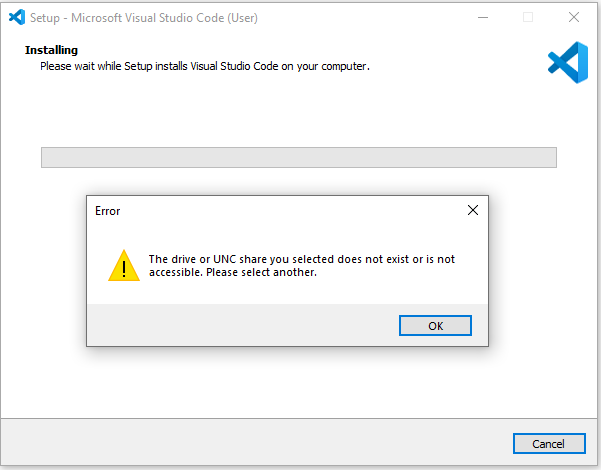 Setup - Microsoft Visual Studio Code (User)
Installing
Please wait while Setup installs Visual Studio Code on your computer.
Error
The drive or UNC share you selected does not exist or is not
accessible. Please select another.
OK
Cancel